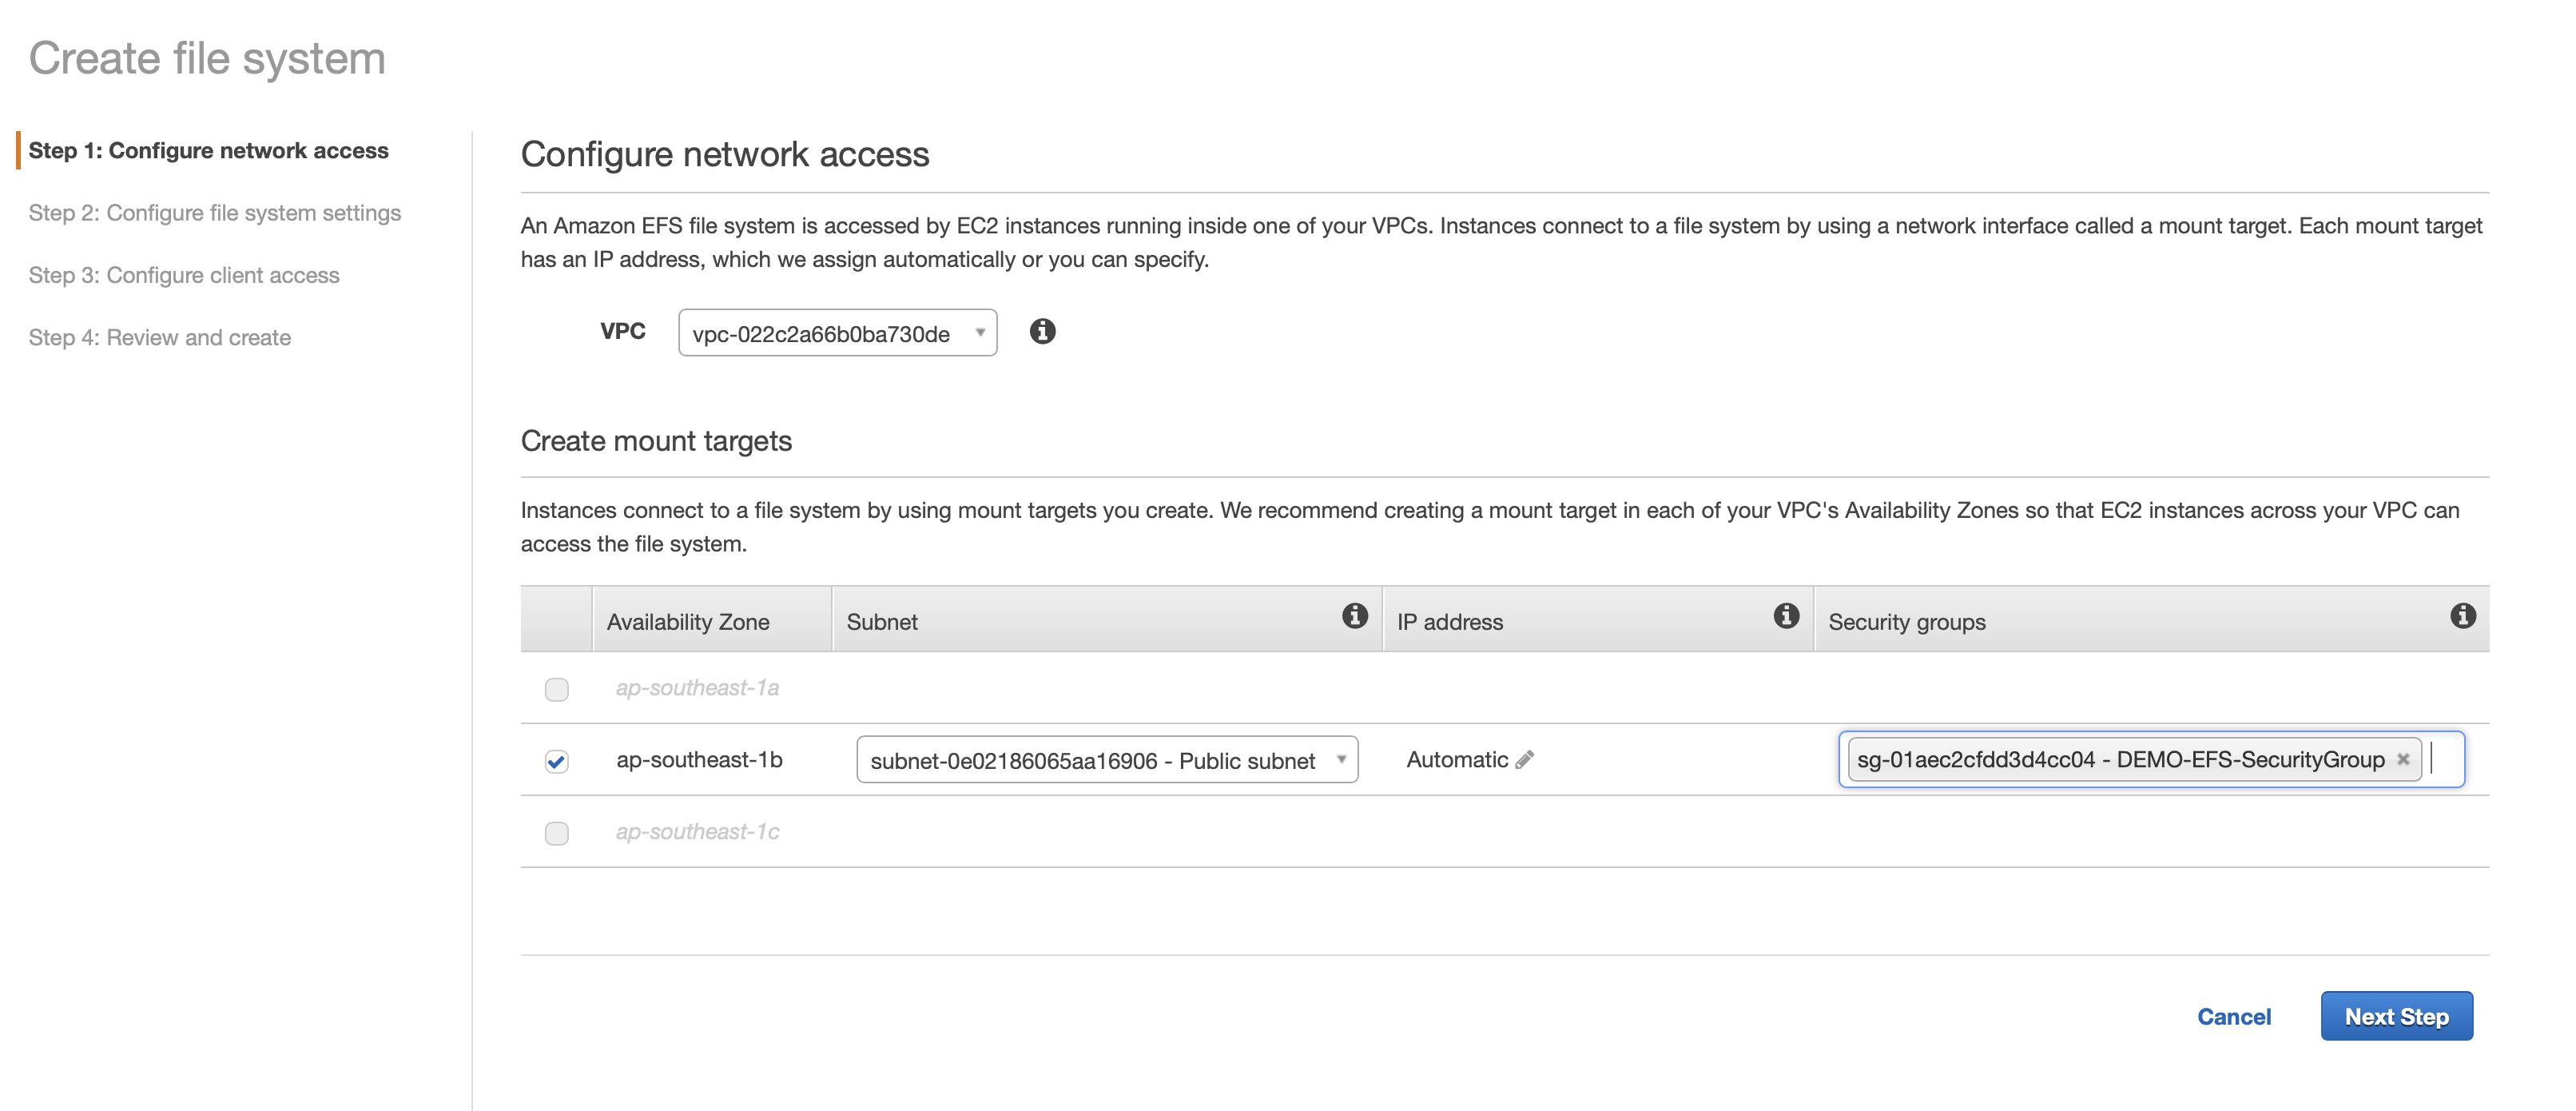 Create file system
Step 1: Configure network access
Step 2: Configure file system settings
Step 3: Configure client access
Step 4: Review and create
Configure network access
An Amazon EFS file system is accessed by EC2 instances running inside one of your VPCs. Instances connect to a file system by using a network interface called a mount target. Each mount target
has an IP address, which we assign automatically or you can specify.
VPC vpc-022c2a66b0ba730de
Create mount targets
Instances connect to a file system by using mount targets you create. We recommend creating a mount target in each of your VPC's Availability Zones so that EC2 instances across your VPC can
access the file system.
Availability Zone Subnet IP address Security groups
ap-southeast-1a
ap-southeast-1b subnet-0e02186065aa16906 - Public subnet Automatic sg-01aec2cfdd3d4cc04 - DEMO-EFS-SecurityGroup
ap-southeast-1c
Cancel Next Step